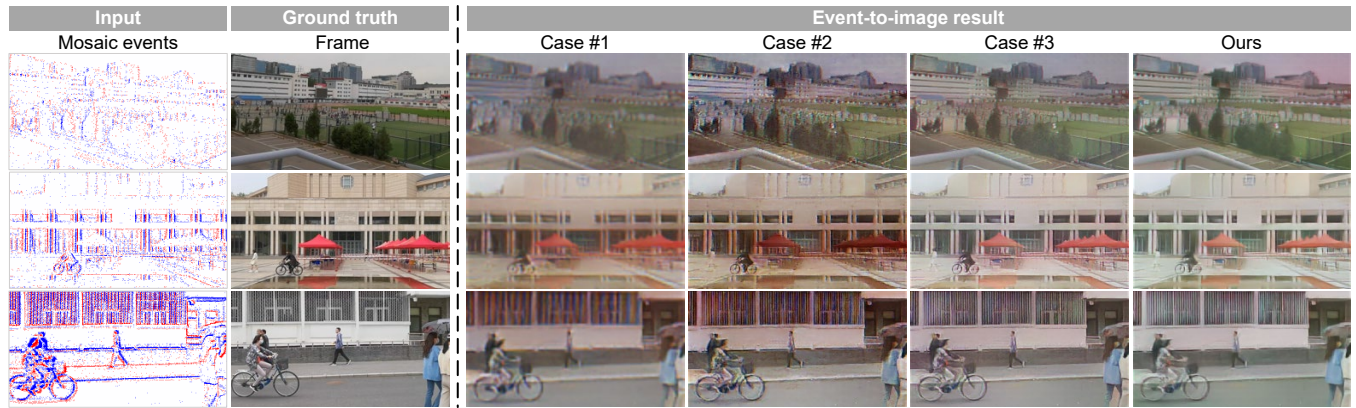 Input Ground truth Event-to-image result
Mosaic events Frame Case #1 Case #2 Case #3 Ours